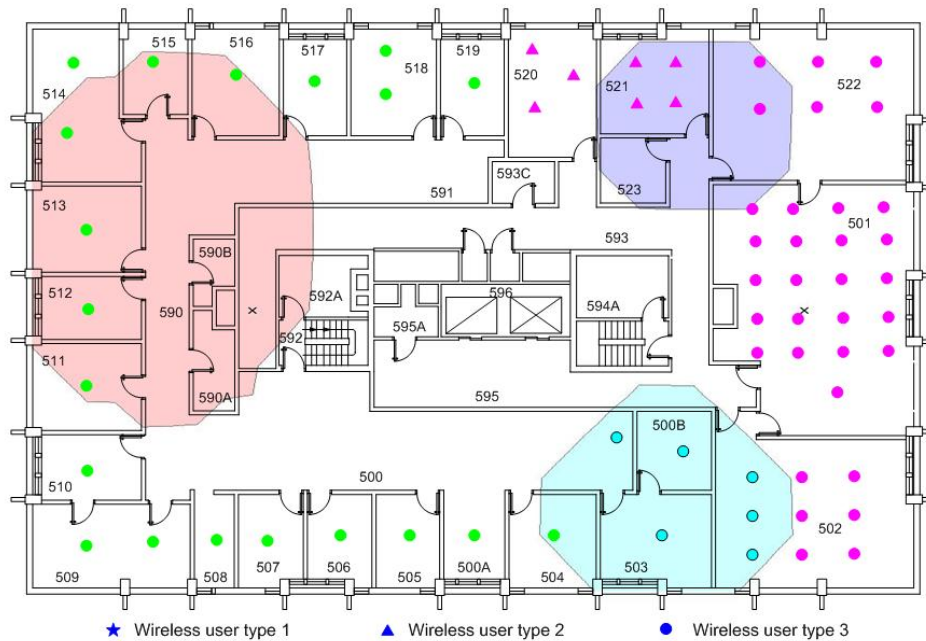 515
516
517
518
519
520
521
522
514
593C
523
591
513
501
593
590B
592A
596
512
594A
590
595A
592
511
590A
595
500B
500
510
502
509
508
507
506
505
500A
504
503
X
X
Wireless user type 1
Wireless user type 2
Wireless user type 3